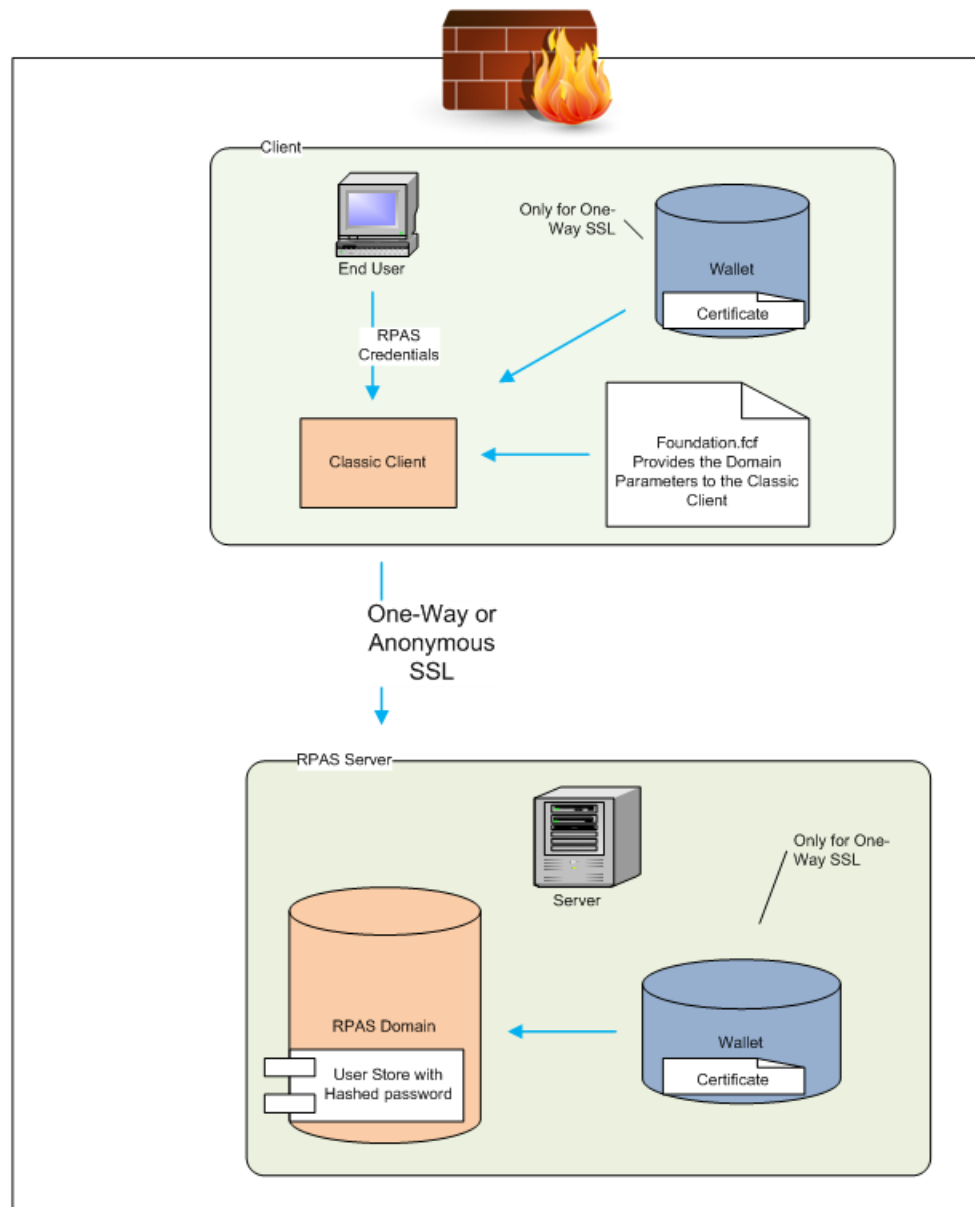 Client
End User
RPAS
Credentials
Only for One-
Way SSL
Wallet
Certificate
Classic Client
Foundation.fcf
Provides the Domain
Parameters to the Classic
Client
One-Way or
Anonymous
SSL
RPAS Server
Server
Only for One-
Way SSL
RPAS Domain
User Store with
Hashed password
Wallet
Certificate